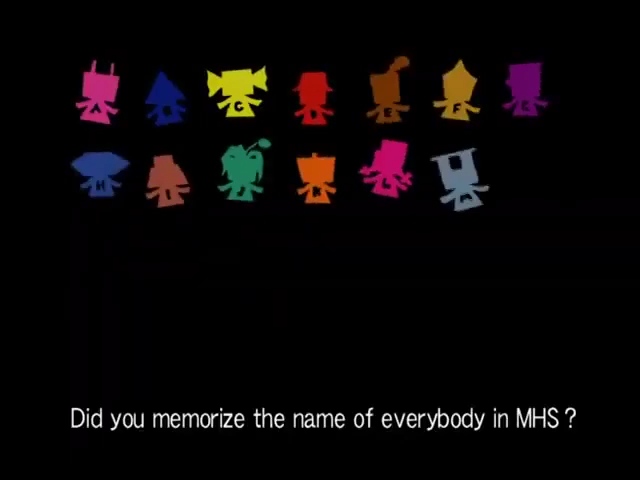 A B C D E F G
H I J K L M
Did you memorize the name of everybody in MHS?